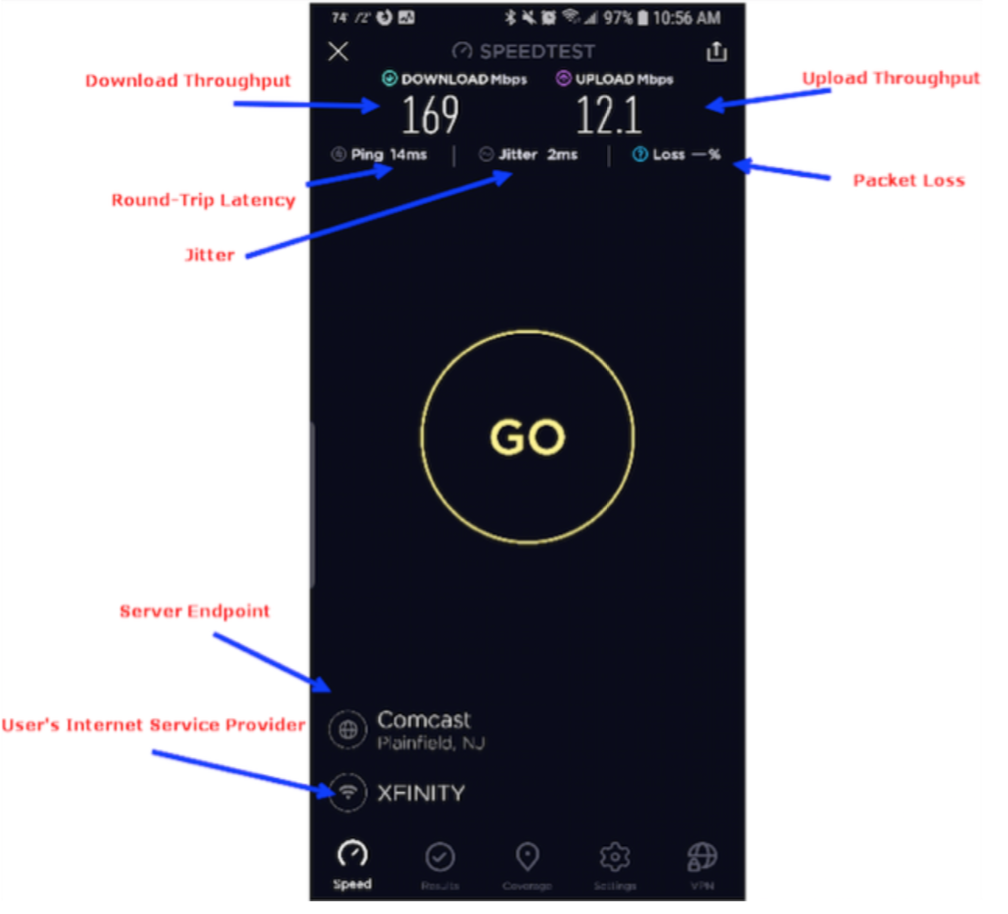 74° 72° 97% 10:56 AM
SPEEDTEST
Download Throughput
DOWNLOAD Mbps UPLOAD Mbps
Upload Throughput
169 12.1
Ping 14ms Jitter 2ms Loss —%
Packet Loss
Round-Trip Latency
Jitter
GO
Server Endpoint
Comcast
Plainfield, NJ
User's Internet Service Provider
XFINITY
Speed Results Coverage Settings VPN